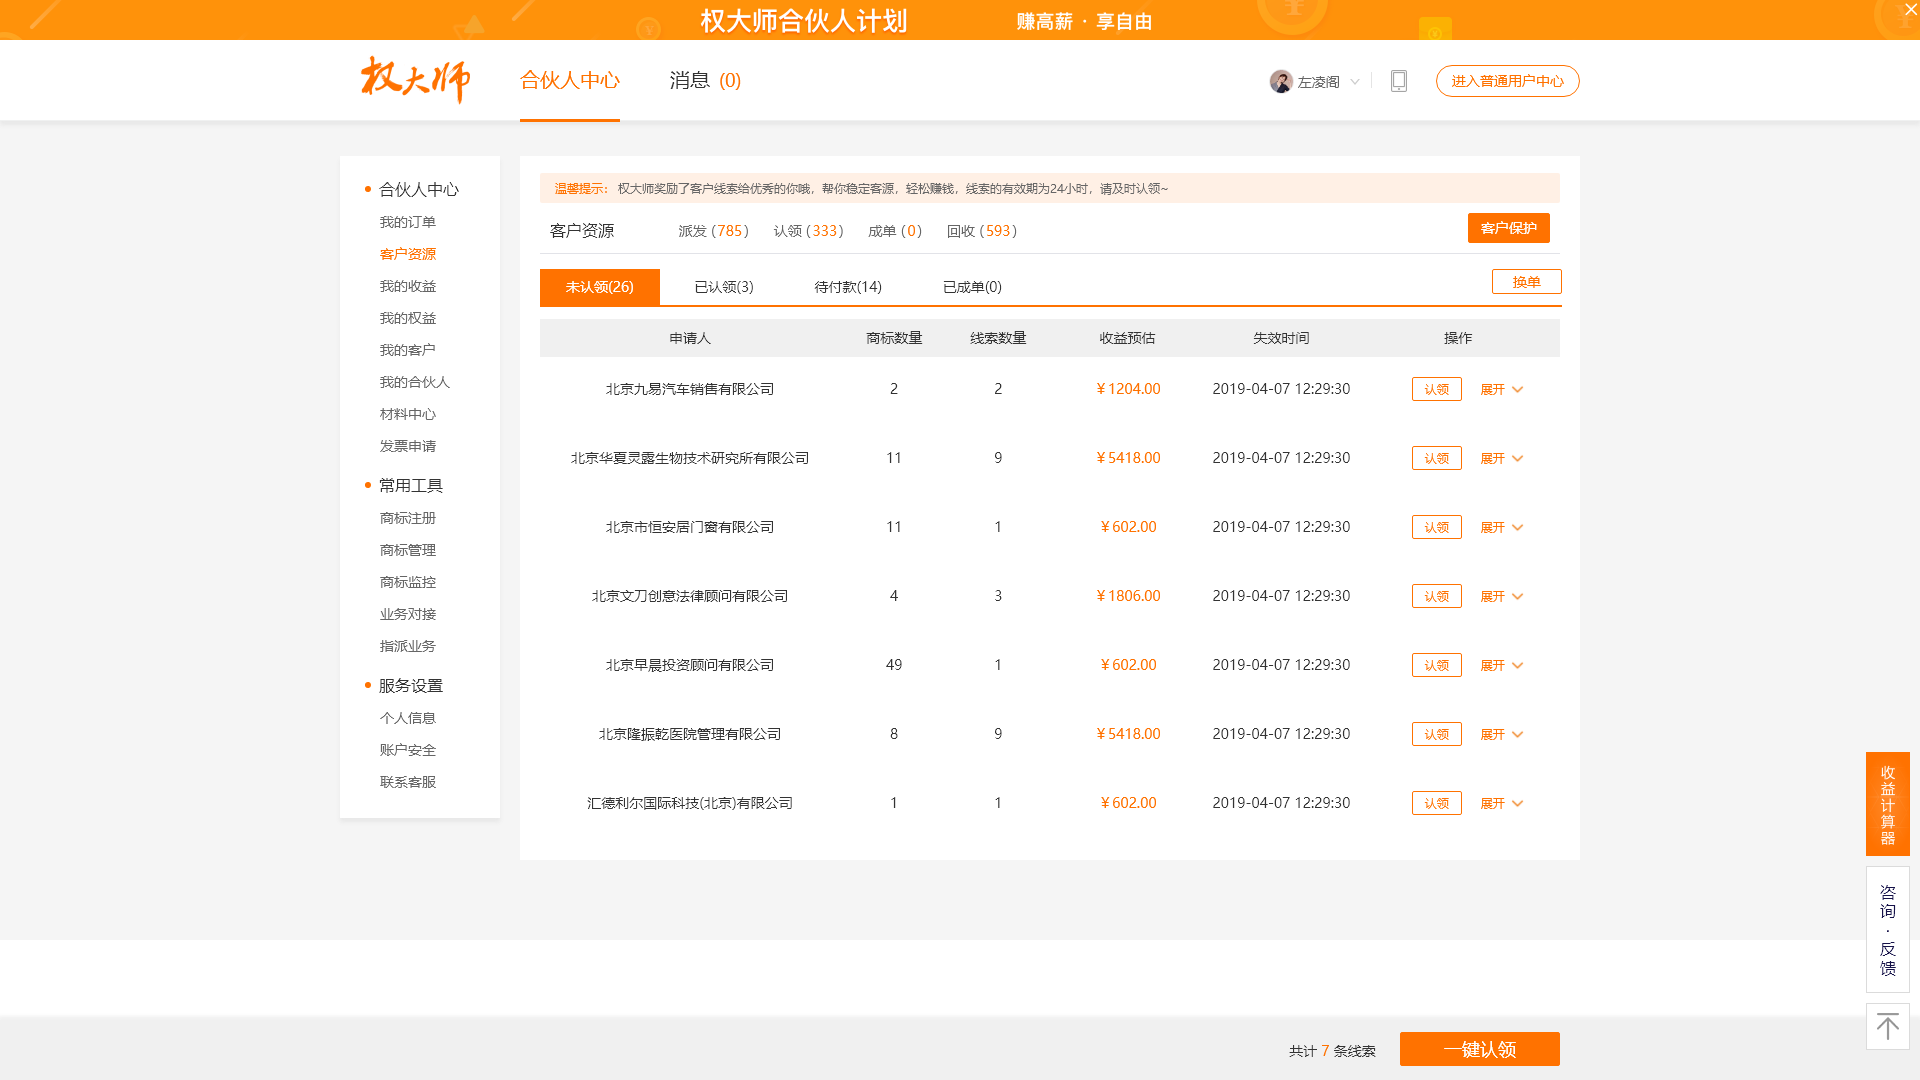 权大师合伙人计划 赚高薪 · 享自由
权大师 合伙人中心 消息 (0) 左凌阁 进入普通用户中心
合伙人中心
我的订单
客户资源
我的收益
我的权益
我的客户
我的合伙人
材料中心
发票申请
常用工具
商标注册
商标管理
商标监控
业务对接
指派业务
服务设置
个人信息
账户安全
联系客服
温馨提示： 权大师奖励了客户线索给优秀的你哦，帮你稳定客源，轻松赚钱，线索的有效期为24小时，请及时认领~
客户资源 派发 (785) 认领 (333) 成单 (0) 回收 (593) 客户保护
未认领(26) 已认领(3) 待付款(14) 已成单(0) 换单
申请人 商标数量 线索数量 收益预估 失效时间 操作
北京九易汽车销售有限公司 2 2 ￥1204.00 2019-04-07 12:29:30 认领 展开
北京华夏灵露生物技术研究所有限公司 11 9 ￥5418.00 2019-04-07 12:29:30 认领 展开
北京市恒安居门窗有限公司 11 1 ￥602.00 2019-04-07 12:29:30 认领 展开
北京文刀创意法律顾问有限公司 4 3 ￥1806.00 2019-04-07 12:29:30 认领 展开
北京早晨投资顾问有限公司 49 1 ￥602.00 2019-04-07 12:29:30 认领 展开
北京隆振乾医院管理有限公司 8 9 ￥5418.00 2019-04-07 12:29:30 认领 展开
汇德利尔国际科技(北京)有限公司 1 1 ￥602.00 2019-04-07 12:29:30 认领 展开
收益计算器
咨询·反馈
共计 7 条线索 一键认领